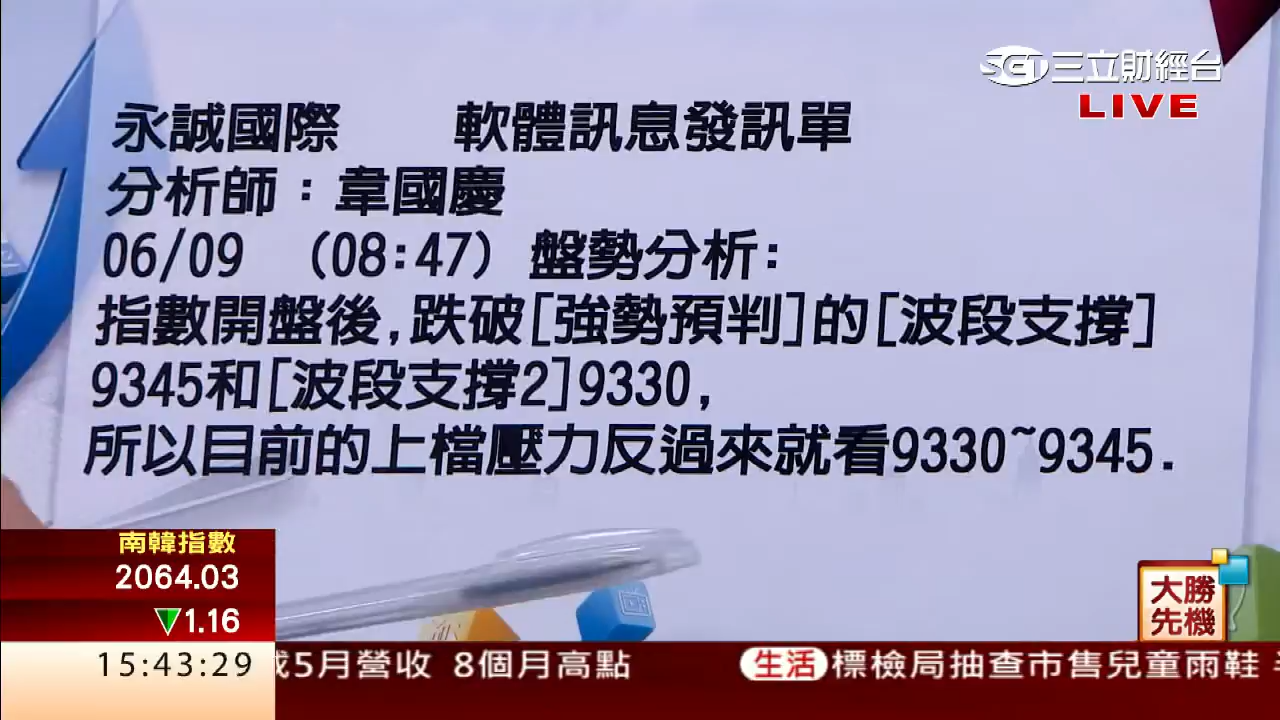 SET三立財經台
LIVE
永誠國際 軟體訊息發訊單
分析師：韋國慶
06/09 (08:47) 盤勢分析:
指數開盤後,跌破[強勢預判]的[波段支撐]
9345和[波段支撐2]9330,
所以目前的上檔壓力反過來就看9330~9345.
南韓指數
2064.03
▼1.16
大勝
先機
15:43:29
5月營收 8個月高點 生活 標檢局抽查市售兒童雨鞋